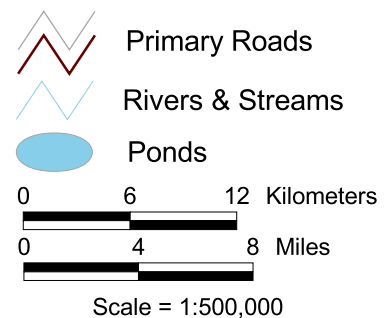 Primary Roads
Rivers & Streams
Ponds
0 6 12 Kilometers
0 4 8 Miles
Scale = 1:500,000